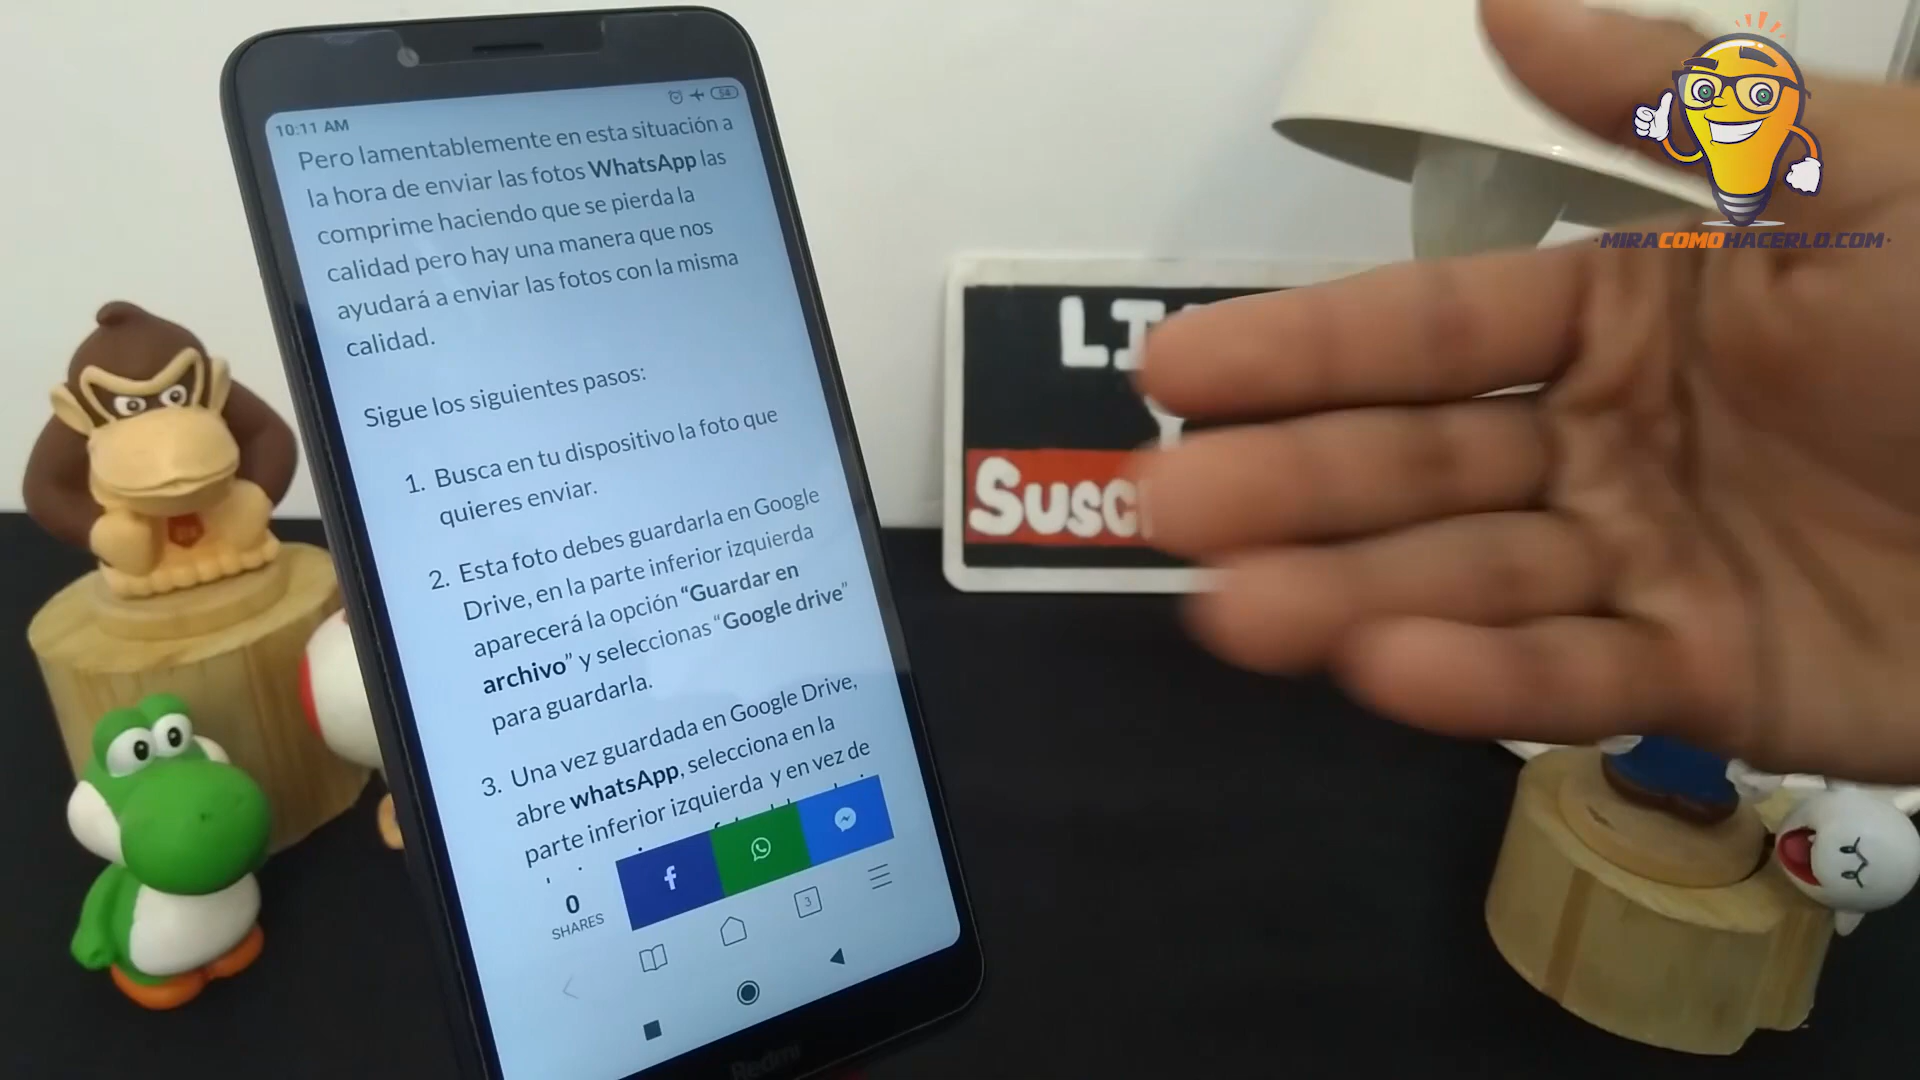 10:11 AM
54
Pero lamentablemente en esta situación a
la hora de enviar las fotos WhatsApp las
comprime haciendo que se pierda la
calidad pero hay una manera que nos
ayudará a enviar las fotos con la misma
calidad.
Sigue los siguientes pasos:
1. Busca en tu dispositivo la foto que
quieres enviar.
2. Esta foto debes guardarla en Google
Drive, en la parte inferior izquierda
aparecerá la opción “Guardar en
archivo” y seleccionas “Google drive”
para guardarla.
3. Una vez guardada en Google Drive,
abre whatsApp, selecciona en la
parte inferior izquierda y en vez de
0
SHARES
f
3
Redmi
MIRACOMOHACERLO.COM